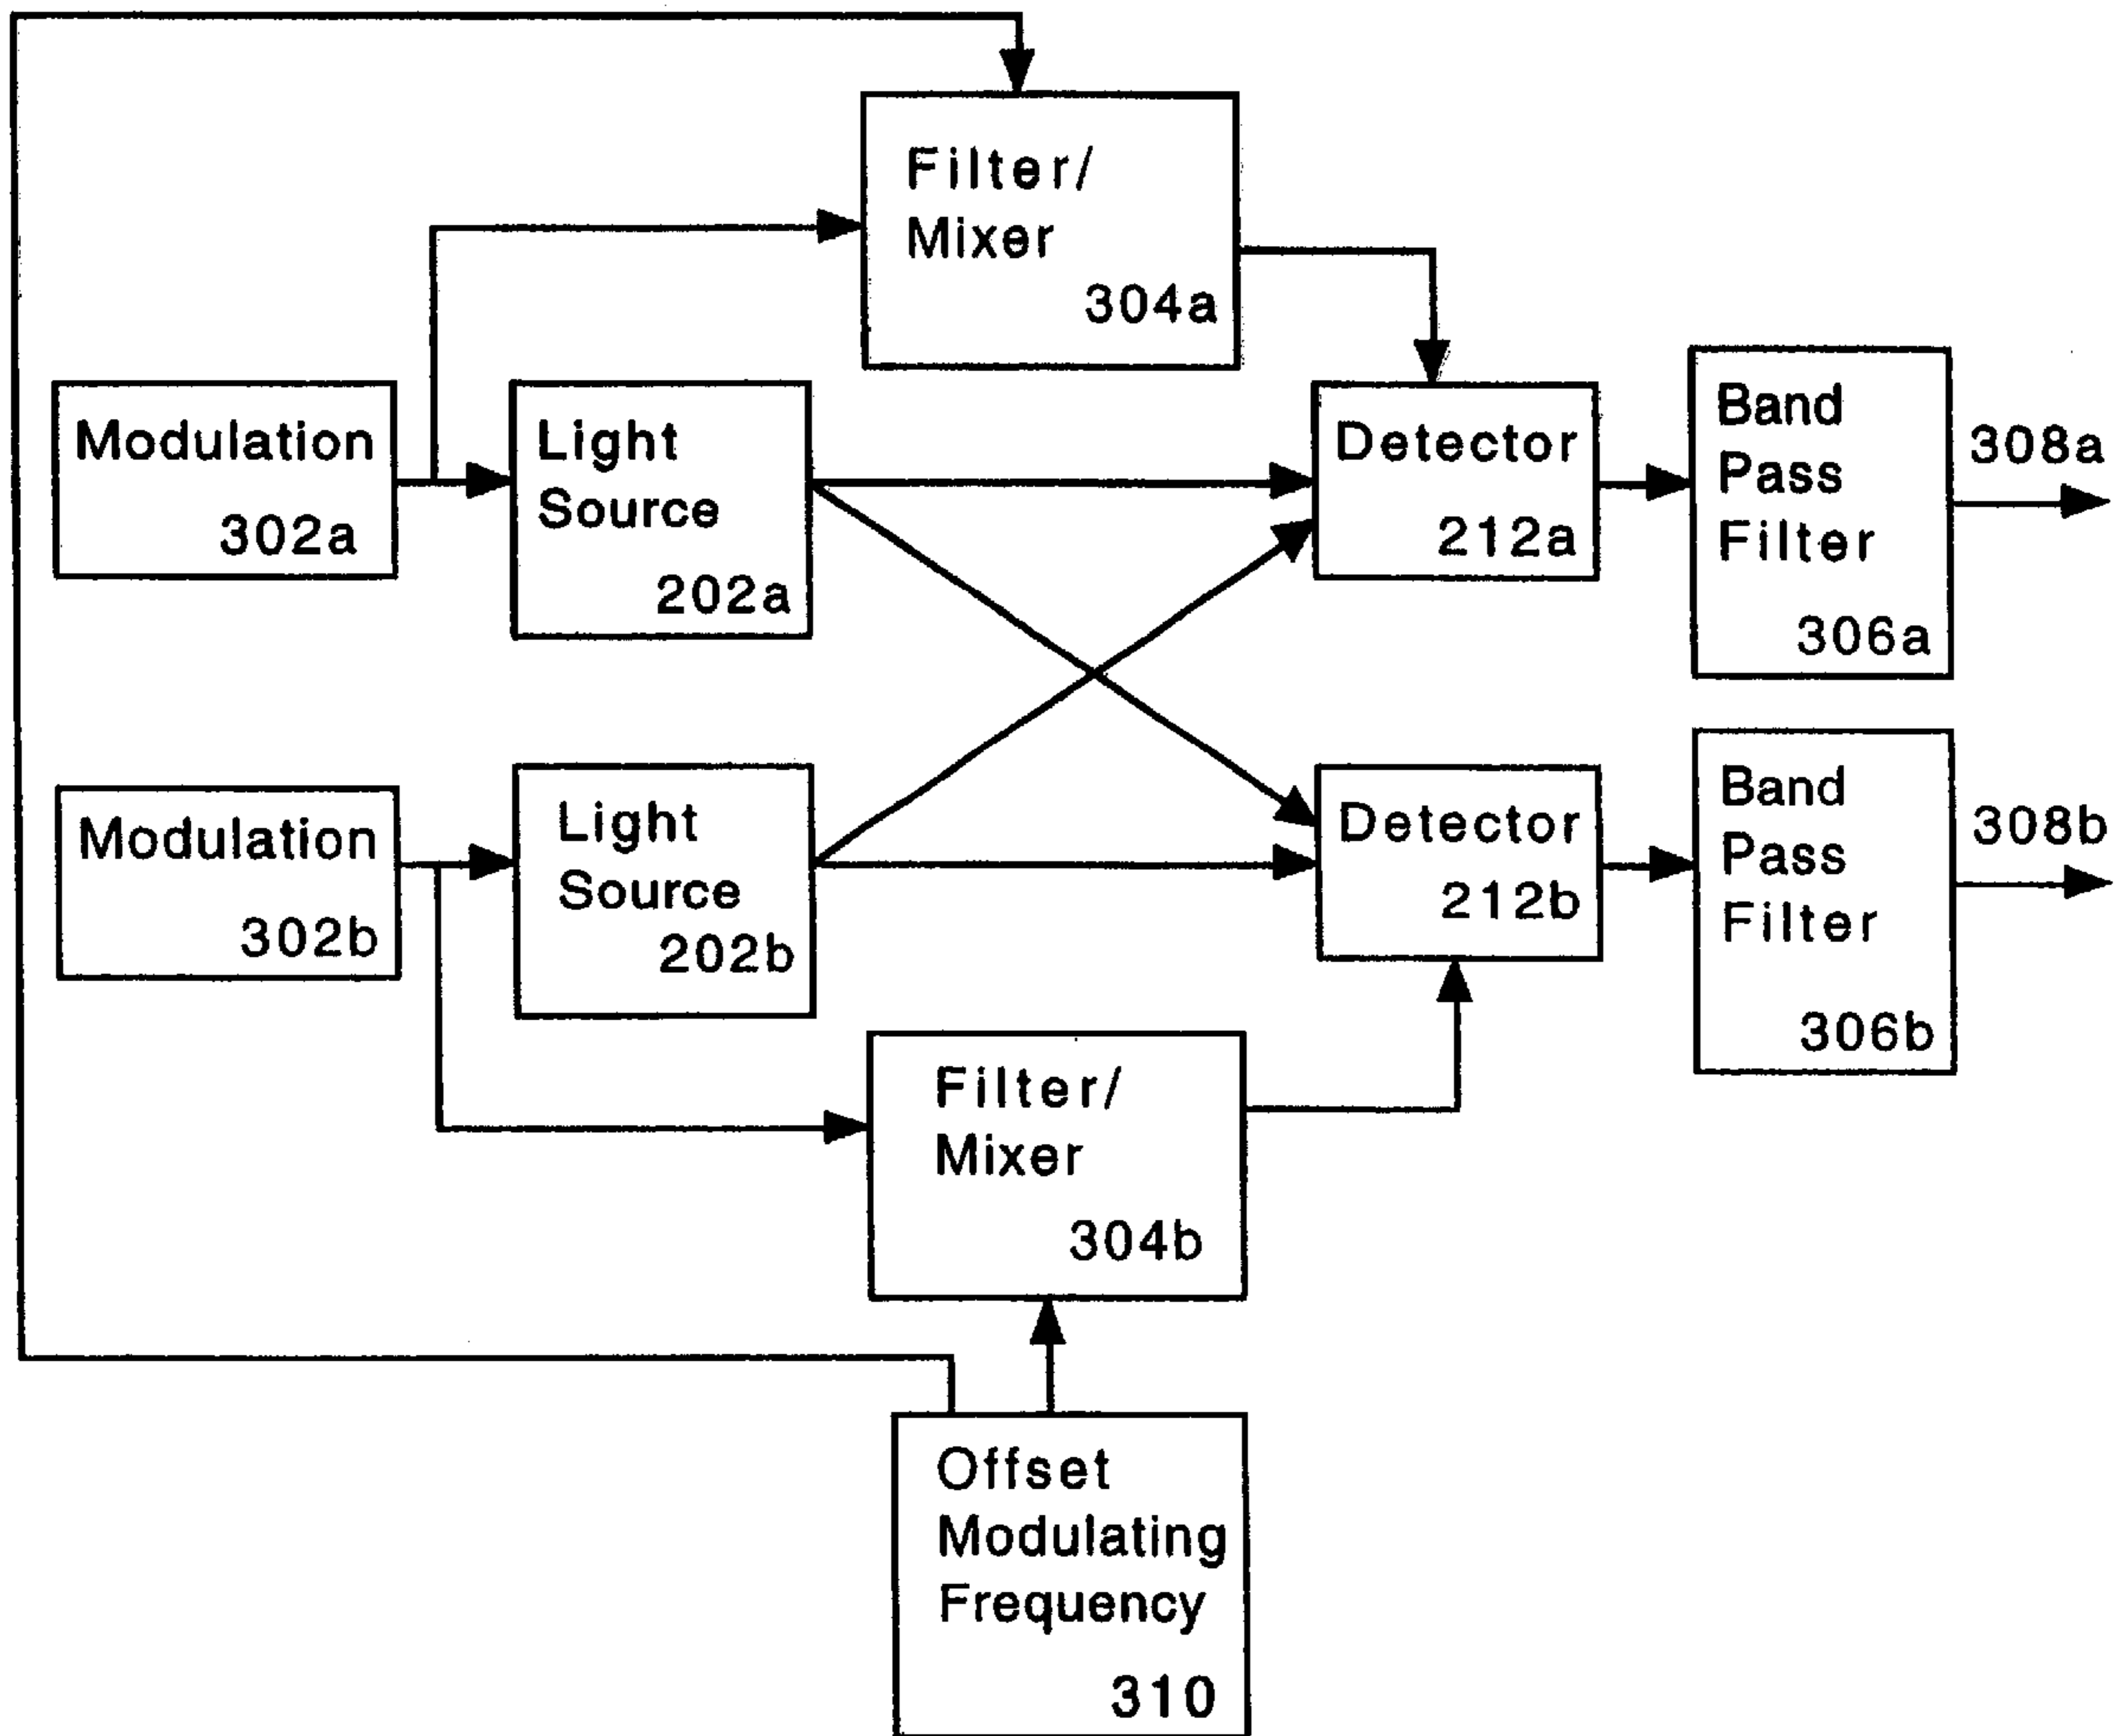 Filter/
Mixer
304a
Modulation
302a
Light
Source
202a
Detector
212a
Band
Pass
Filter
306a
308a
Modulation
302b
Light
Source
202b
Detector
212b
Band
Pass
Filter
306b
308b
Filter/
Mixer
304b
Offset
Modulating
Frequency
310